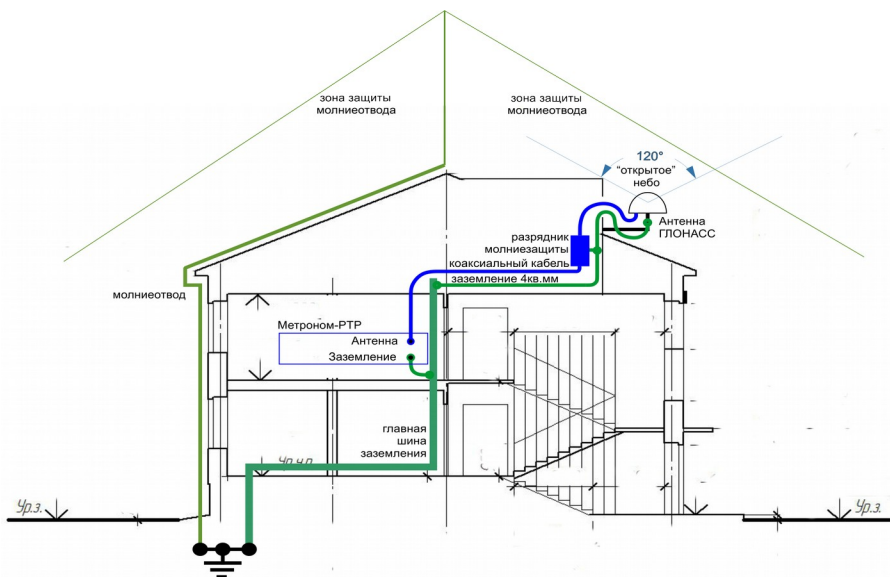 зона защиты
молниеотвода
зона защиты
молниеотвода
120°
"открытое"
небо
Антенна
ГЛОНАСС
разрядник
молниезащиты
коаксиальный кабель
заземление 4кв.мм
молниеотвод
Метроном-РТР
Антенна
Заземление
главная
шина
заземления
Ур.ч.р.
Ур.з.
Ур.з.